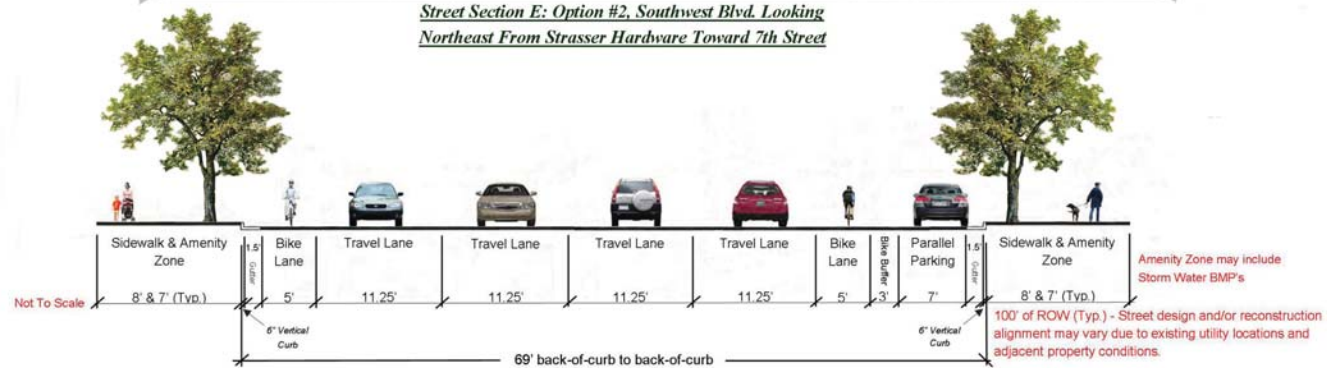 Street Section E: Option #2, Southwest Blvd. Looking
Northeast From Strasser Hardware Toward 7th Street
Sidewalk & Amenity
Zone
8' & 7' (Typ.)
1.5'
Gutter
Bike
Lane
5'
Travel Lane
11.25'
Travel Lane
11.25'
Travel Lane
11.25'
Travel Lane
11.25'
Bike
Lane
5'
Bike Buffer
3'
Parallel
Parking
7'
1.5'
Gutter
Sidewalk & Amenity
Zone
8' & 7' (Typ.)
Amenity Zone may include
Storm Water BMP's
Not To Scale
6" Vertical
Curb
6" Vertical
Curb
100' of ROW (Typ.) - Street design and/or reconstruction
alignment may vary due to existing utility locations and
adjacent property conditions.
69' back-of-curb to back-of-curb